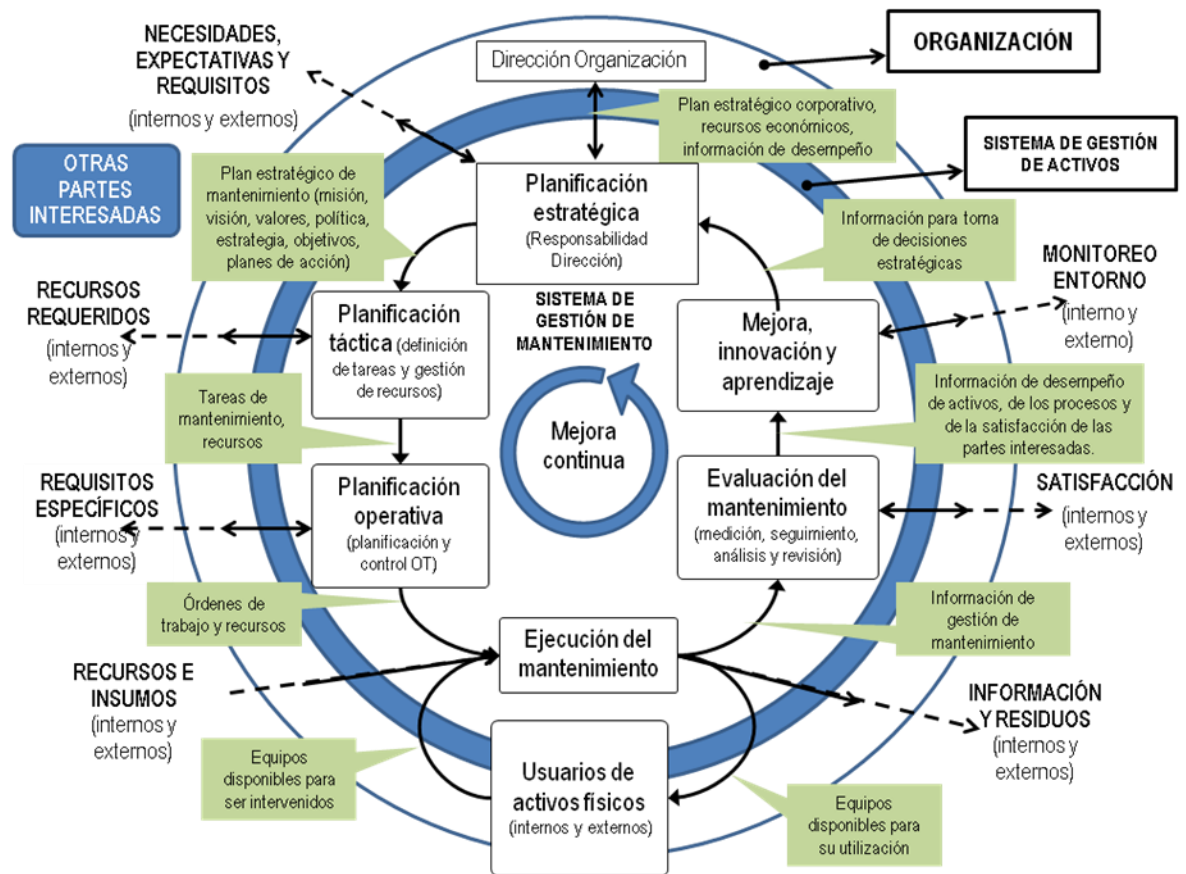 NECESIDADES,
EXPECTATIVAS Y
REQUISITOS
(internos y externos)
Dirección Organización
ORGANIZACIÓN
Plan estratégico corporativo,
recursos económicos,
información de desempeño
SISTEMA DE GESTIÓN
DE ACTIVOS
OTRAS
PARTES
INTERESADAS
Plan estratégico de
mantenimiento (misión,
visión, valores, política,
estrategia, objetivos,
planes de acción)
Planificación
estratégica
(Responsabilidad
Dirección)
Información para toma
de decisiones
estratégicas
MONITOREO
ENTORNO
(interno y
externo)
RECURSOS
REQUERIDOS
(internos y
externos)
Planificación
táctica (definición
de tareas y gestión
de recursos)
SISTEMA DE
GESTIÓN DE
MANTENIMIENTO
Mejora,
innovación y
aprendizaje
Tareas de
mantenimiento,
recursos
Mejora
continua
Información de desempeño
de activos, de los procesos y
de la satisfacción de las
partes interesadas.
REQUISITOS
ESPECÍFICOS
(internos y
externos)
Planificación
operativa
(planificación y
control OT)
Evaluación del
mantenimiento
(medición, seguimiento,
análisis y revisión)
SATISFACCIÓN
(internos y
externos)
Órdenes de
trabajo y recursos
Información de
gestión de
mantenimiento
RECURSOS E
INSUMOS
(internos y
externos)
Ejecución del
mantenimiento
INFORMACIÓN
Y RESIDUOS
(internos y
externos)
Equipos
disponibles para
ser intervenidos
Usuarios de
activos físicos
(internos y externos)
Equipos
disponibles para
su utilización